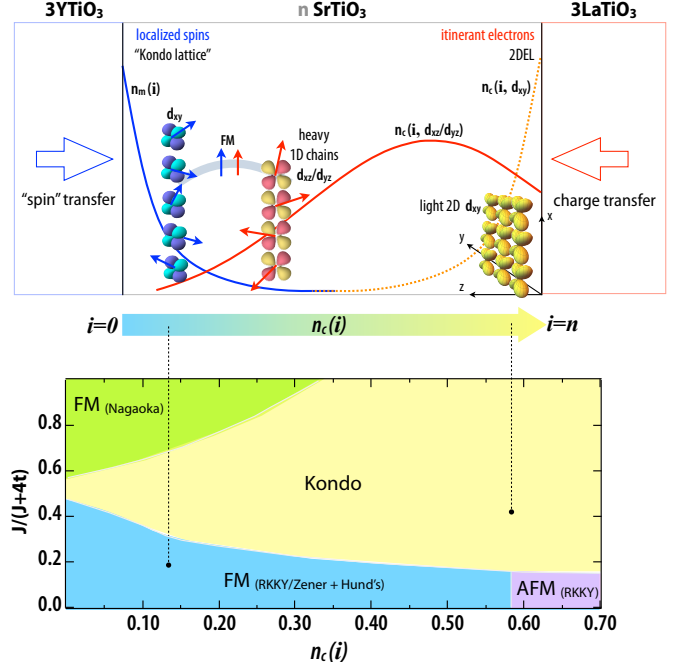 3YTiO3
n SrTiO3
3LaTiO3
localized spins
"Kondo lattice"
itinerant electrons
2DEL
nm(i)
nc(i, dxy)
dxy
FM
heavy
1D chains
dxz/dyz
nc(i, dxz/dyz)
"spin" transfer
light 2D dxy
charge transfer
x
y
z
i=0
nc(i)
i=n
FM (Nagaoka)
Kondo
FM (RKKY/Zener + Hund's)
AFM (RKKY)
J/(J+4t)
0.8
0.6
0.4
0.2
0.0
0.10
0.20
0.30
0.40
0.50
0.60
0.70
nc(i)